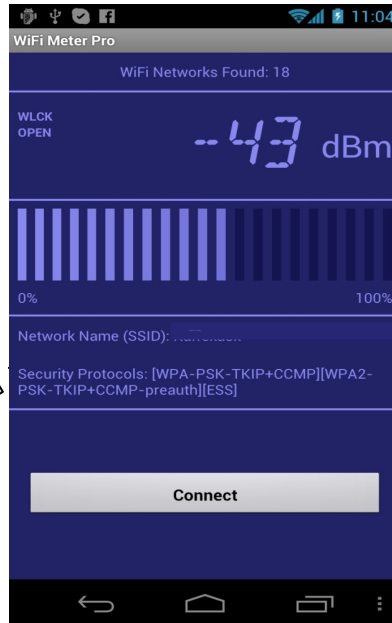 11:04
WiFi Meter Pro
WiFi Networks Found: 18
WLCK
OPEN
-43 dBm
0% 100%
Network Name (SSID):
Security Protocols: [WPA-PSK-TKIP+CCMP][WPA2-
PSK-TKIP+CCMP-preauth][ESS]
Connect